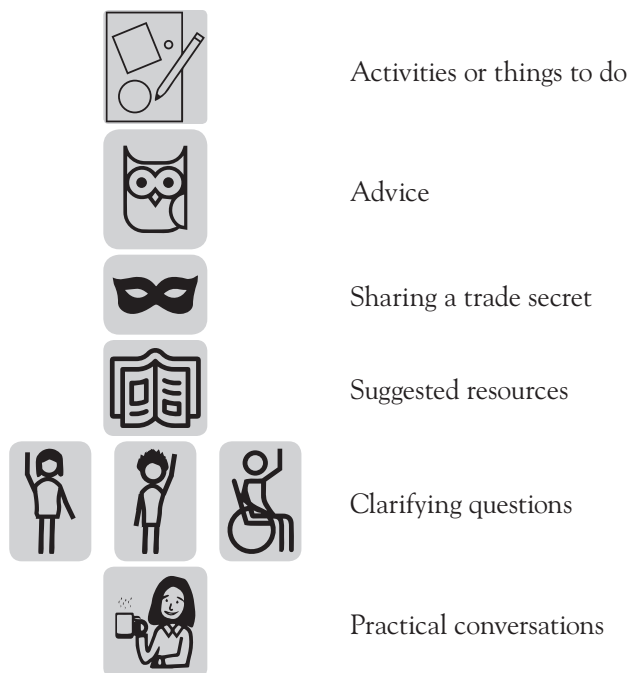 Activities or things to do
Advice
Sharing a trade secret
Suggested resources
Clarifying questions
Practical conversations